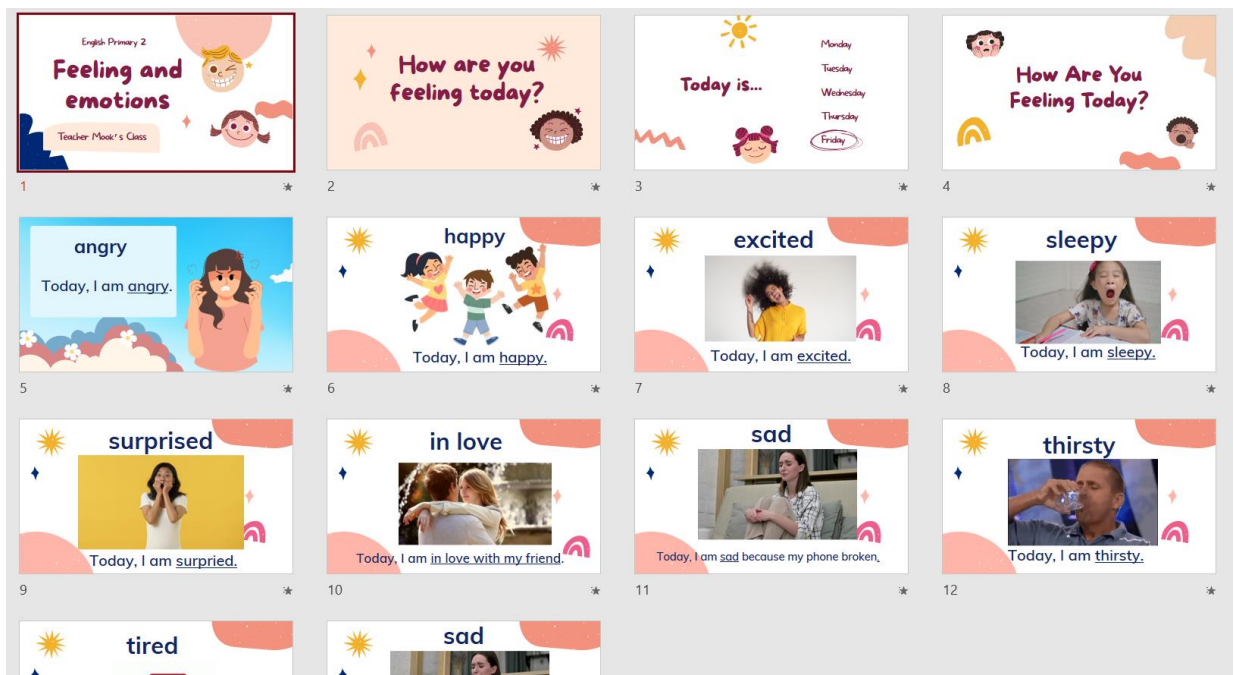 English Primary 2
Feeling and
emotions
Teacher Mook's Class
1
How are you
feeling today?
2
Today is...
Monday
Tuesday
Wednesday
Thursday
Friday
3
How Are You
Feeling Today?
4
angry
Today, I am angry.
5
happy
Today, I am happy.
6
excited
Today, I am excited.
7
sleepy
Today, I am sleepy.
8
surprised
Today, I am surpried.
9
in love
Today, I am in love with my friend.
10
sad
Today, I am sad because my phone broken.
11
thirsty
Today, I am thirsty.
12
tired
sad